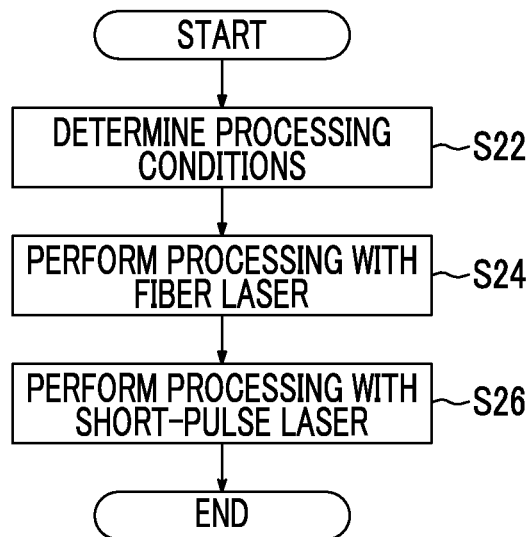 START
DETERMINE PROCESSING
CONDITIONS
S22
PERFORM PROCESSING WITH
FIBER LASER
S24
PERFORM PROCESSING WITH
SHORT-PULSE LASER
S26
END